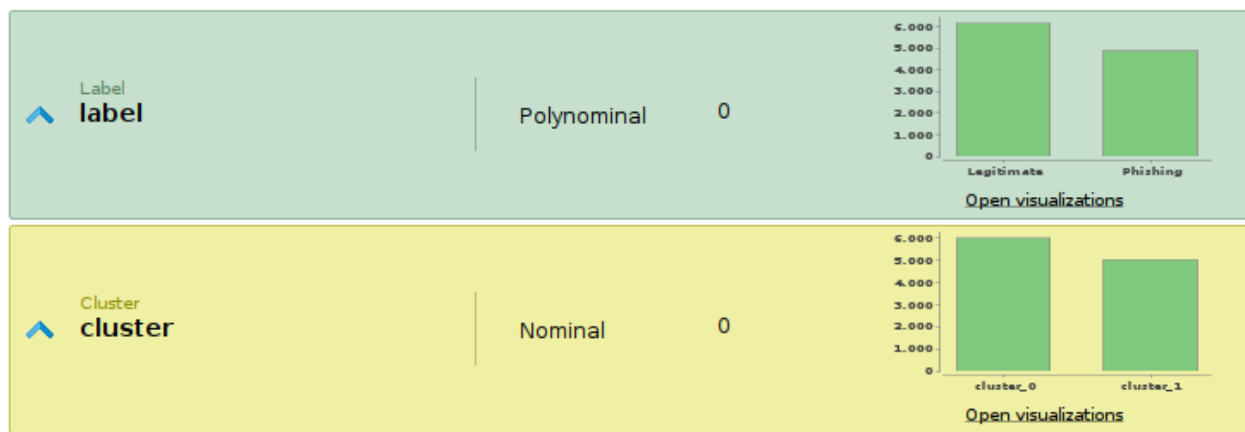 Label
label
Polynominal
0
6.000
5.000
4.000
3.000
2.000
1.000
0
Legitimate
Phishing
Open visualizations
Cluster
cluster
Nominal
0
6.000
5.000
4.000
3.000
2.000
1.000
0
cluster_0
cluster_1
Open visualizations